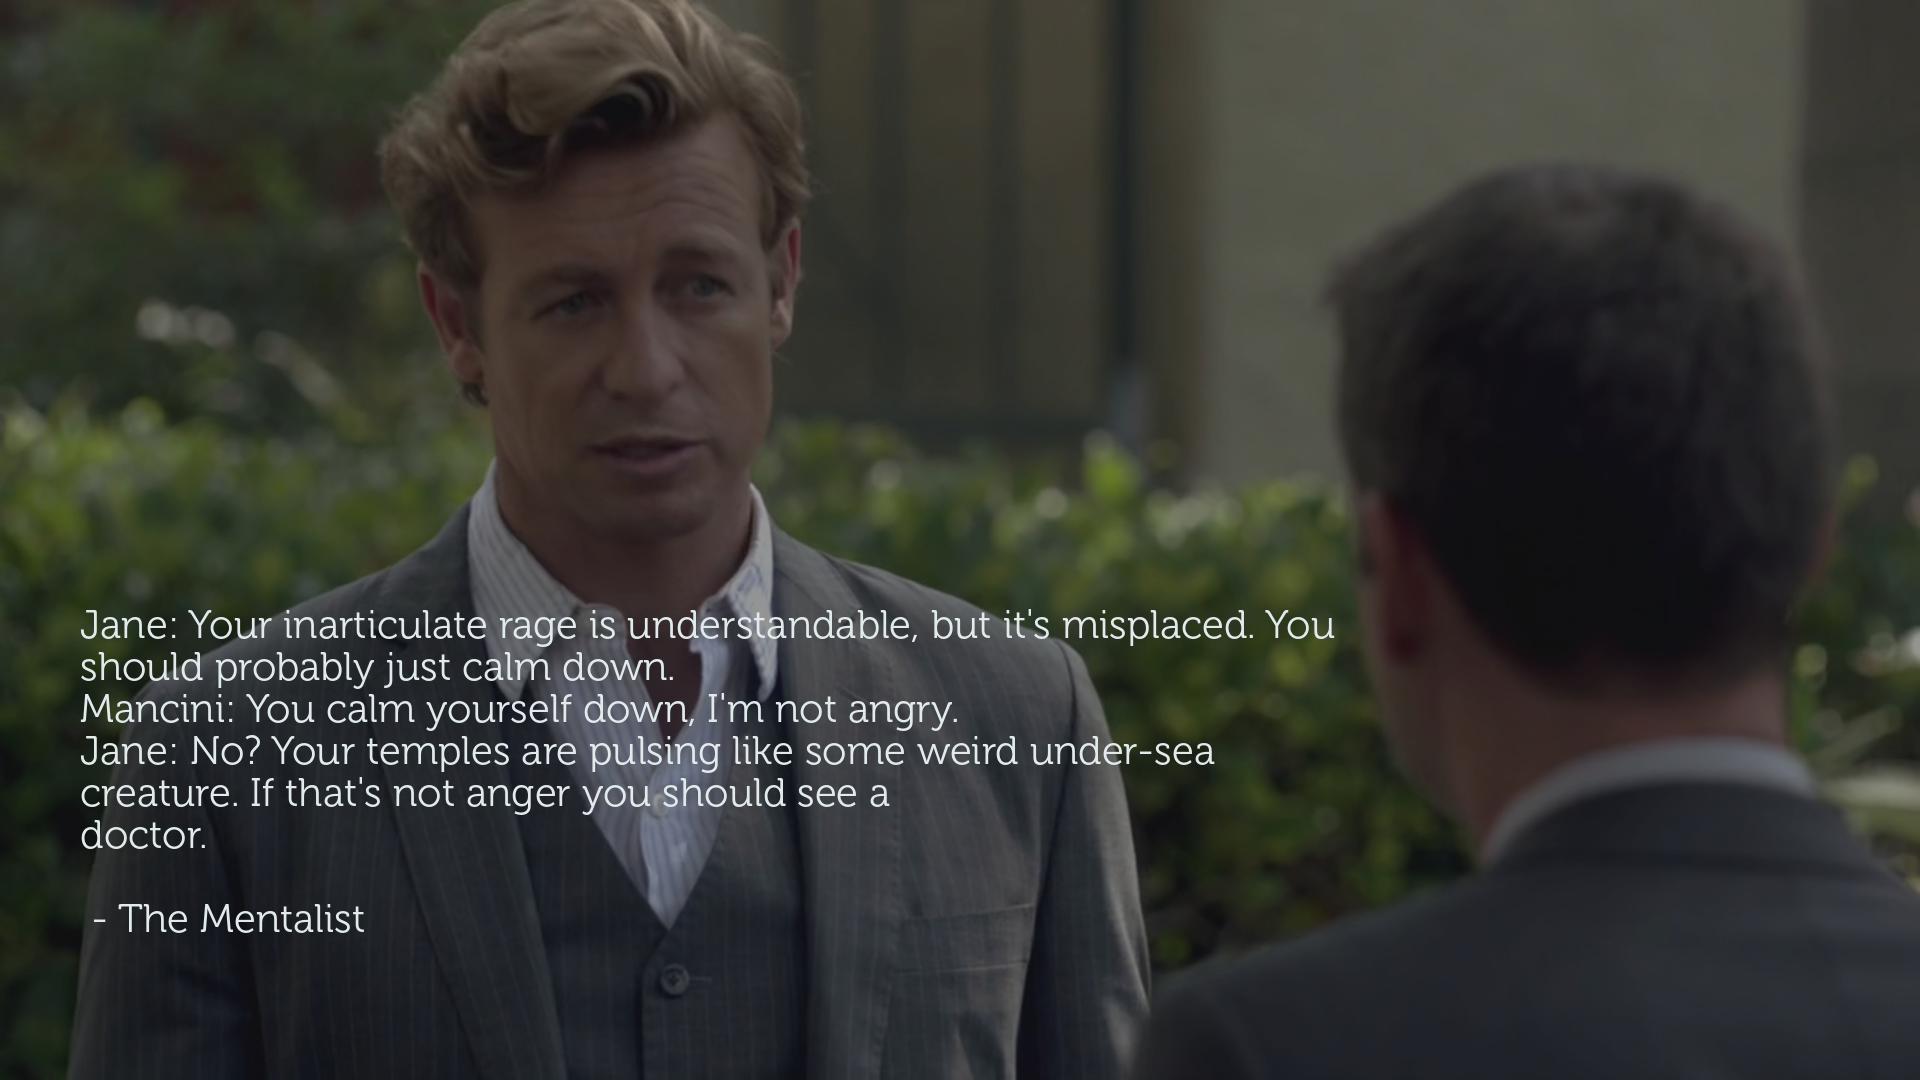 Jane: Your inarticulate rage is understandable, but it's misplaced. You
should probably just calm down.
Mancini: You calm yourself down, I'm not angry.
Jane: No? Your temples are pulsing like some weird under-sea
creature. If that's not anger you should see a
doctor.
- The Mentalist